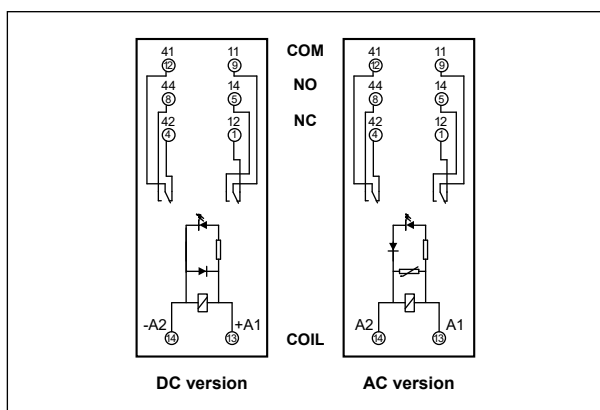 41 11 COM 41 11
12 9 12 9
44 14 NO 44 14
8 5 8 5
42 12 NC 42 12
4 1 4 1
-A2 +A1 A2 A1
14 13 COIL 14 13
DC version AC version